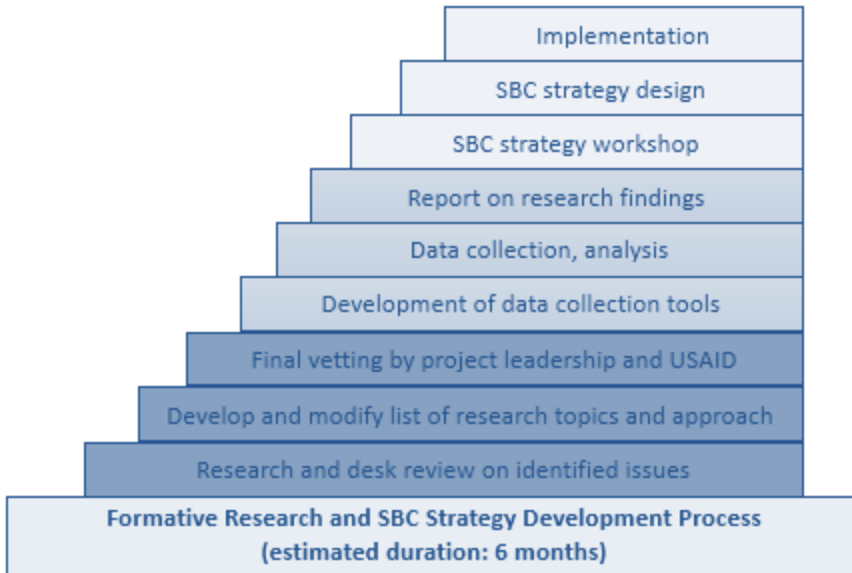 Implementation
SBC strategy design
SBC strategy workshop
Report on research findings
Data collection, analysis
Development of data collection tools
Final vetting by project leadership and USAID
Develop and modify list of research topics and approach
Research and desk review on identified issues
Formative Research and SBC Strategy Development Process
(estimated duration: 6 months)